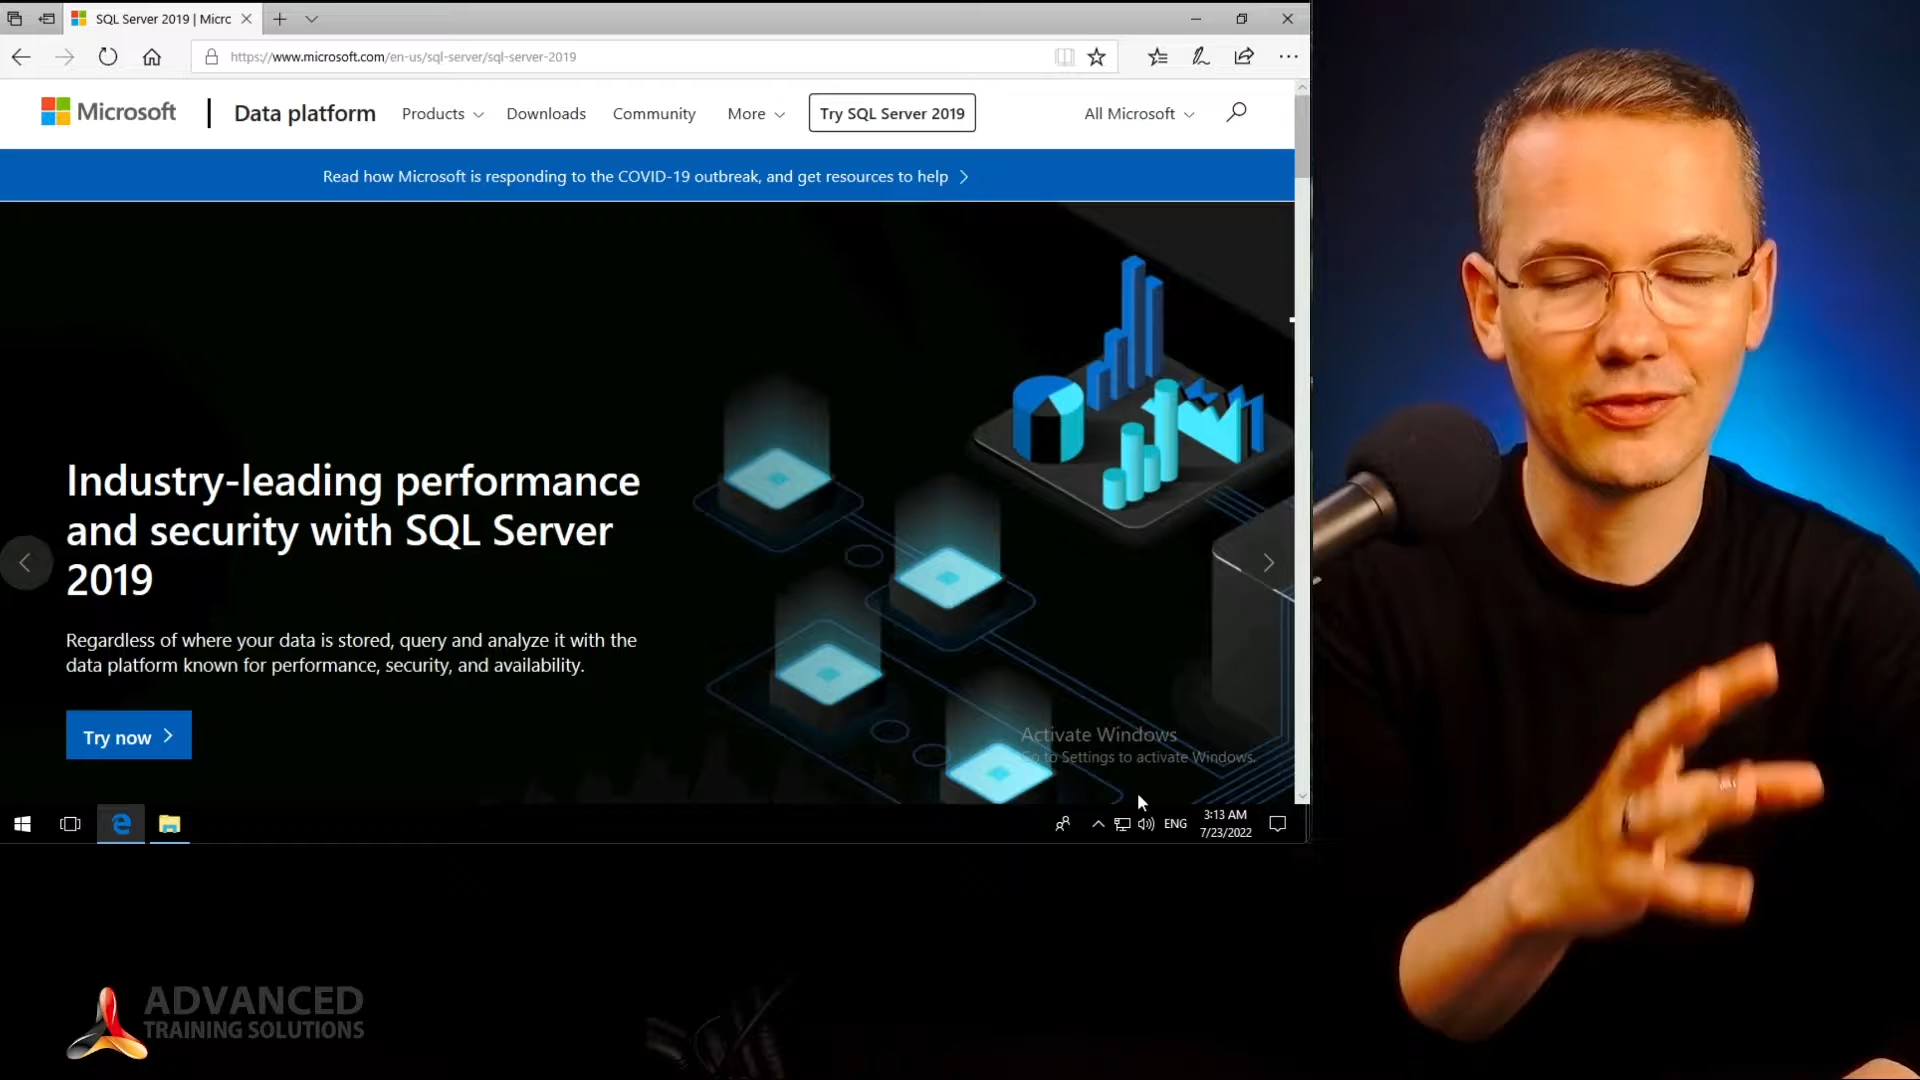 SQL Server 2019 | Micrc
https://www.microsoft.com/en-us/sql-server/sql-server-2019
Microsoft
Data platform
Products
Downloads
Community
More
Try SQL Server 2019
All Microsoft
Read how Microsoft is responding to the COVID-19 outbreak, and get resources to help
Industry-leading performance
and security with SQL Server
2019
Regardless of where your data is stored, query and analyze it with the
data platform known for performance, security, and availability.
Try now
Activate Windows
Go to Settings to activate Windows.
ENG
3:13 AM
7/23/2022
ADVANCED
TRAINING SOLUTIONS